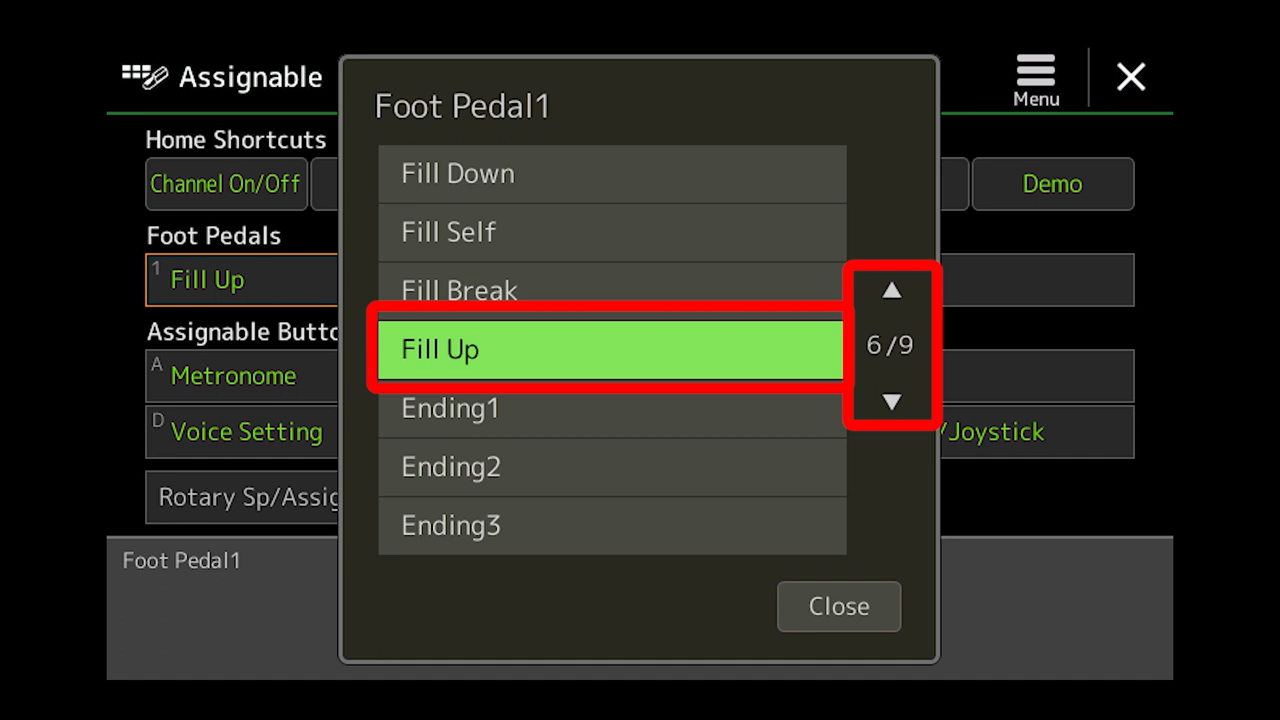 Assignable
Menu
Home Shortcuts
Channel On/Off
Demo
Foot Pedals
1 Fill Up
Assignable Butto
A Metronome
D Voice Setting
/Joystick
Rotary Sp/Assig
Foot Pedal1
Foot Pedal1
Fill Down
Fill Self
Fill Break
Fill Up
Ending1
Ending2
Ending3
▲
6/9
▼
Close